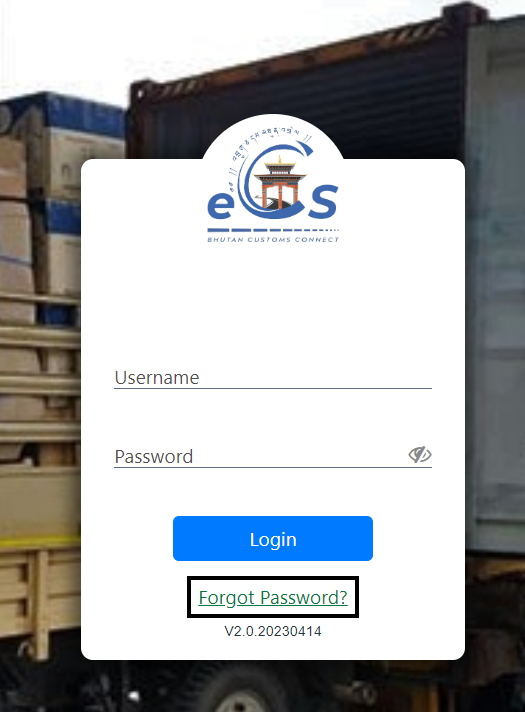 eCS
BHUTAN CUSTOMS CONNECT
Username
Password
Login
Forgot Password?
V2.0.20230414